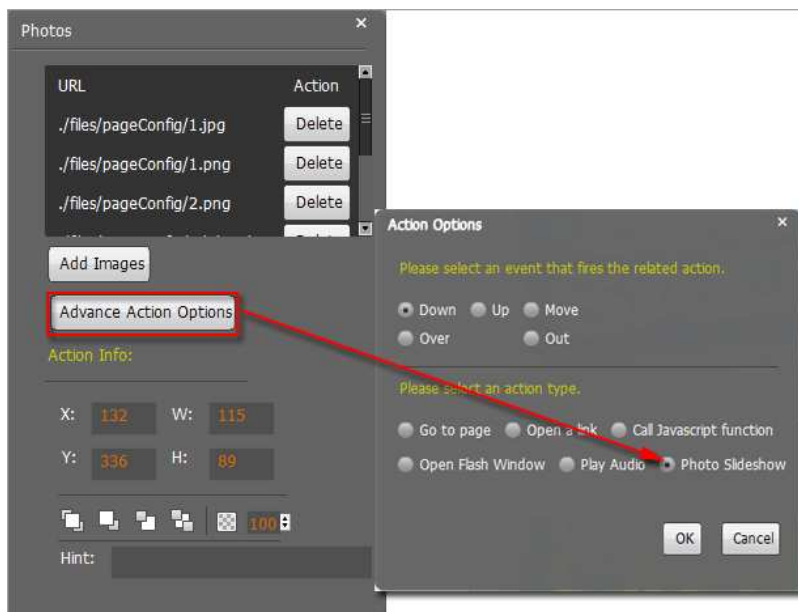 Photos
URL Action
./files/pageConfig/1.jpg Delete
./files/pageConfig/1.png Delete
./files/pageConfig/2.png Delete
Add Images
Advance Action Options
Action Info:
X: 132 W: 115
Y: 336 H: 89
100
Hint:
Action Options
Please select an event that fires the related action.
Down Up Move
Over Out
Please select an action type.
Go to page Open a link Call Javascript function
Open Flash Window Play Audio Photo Slideshow
OK Cancel